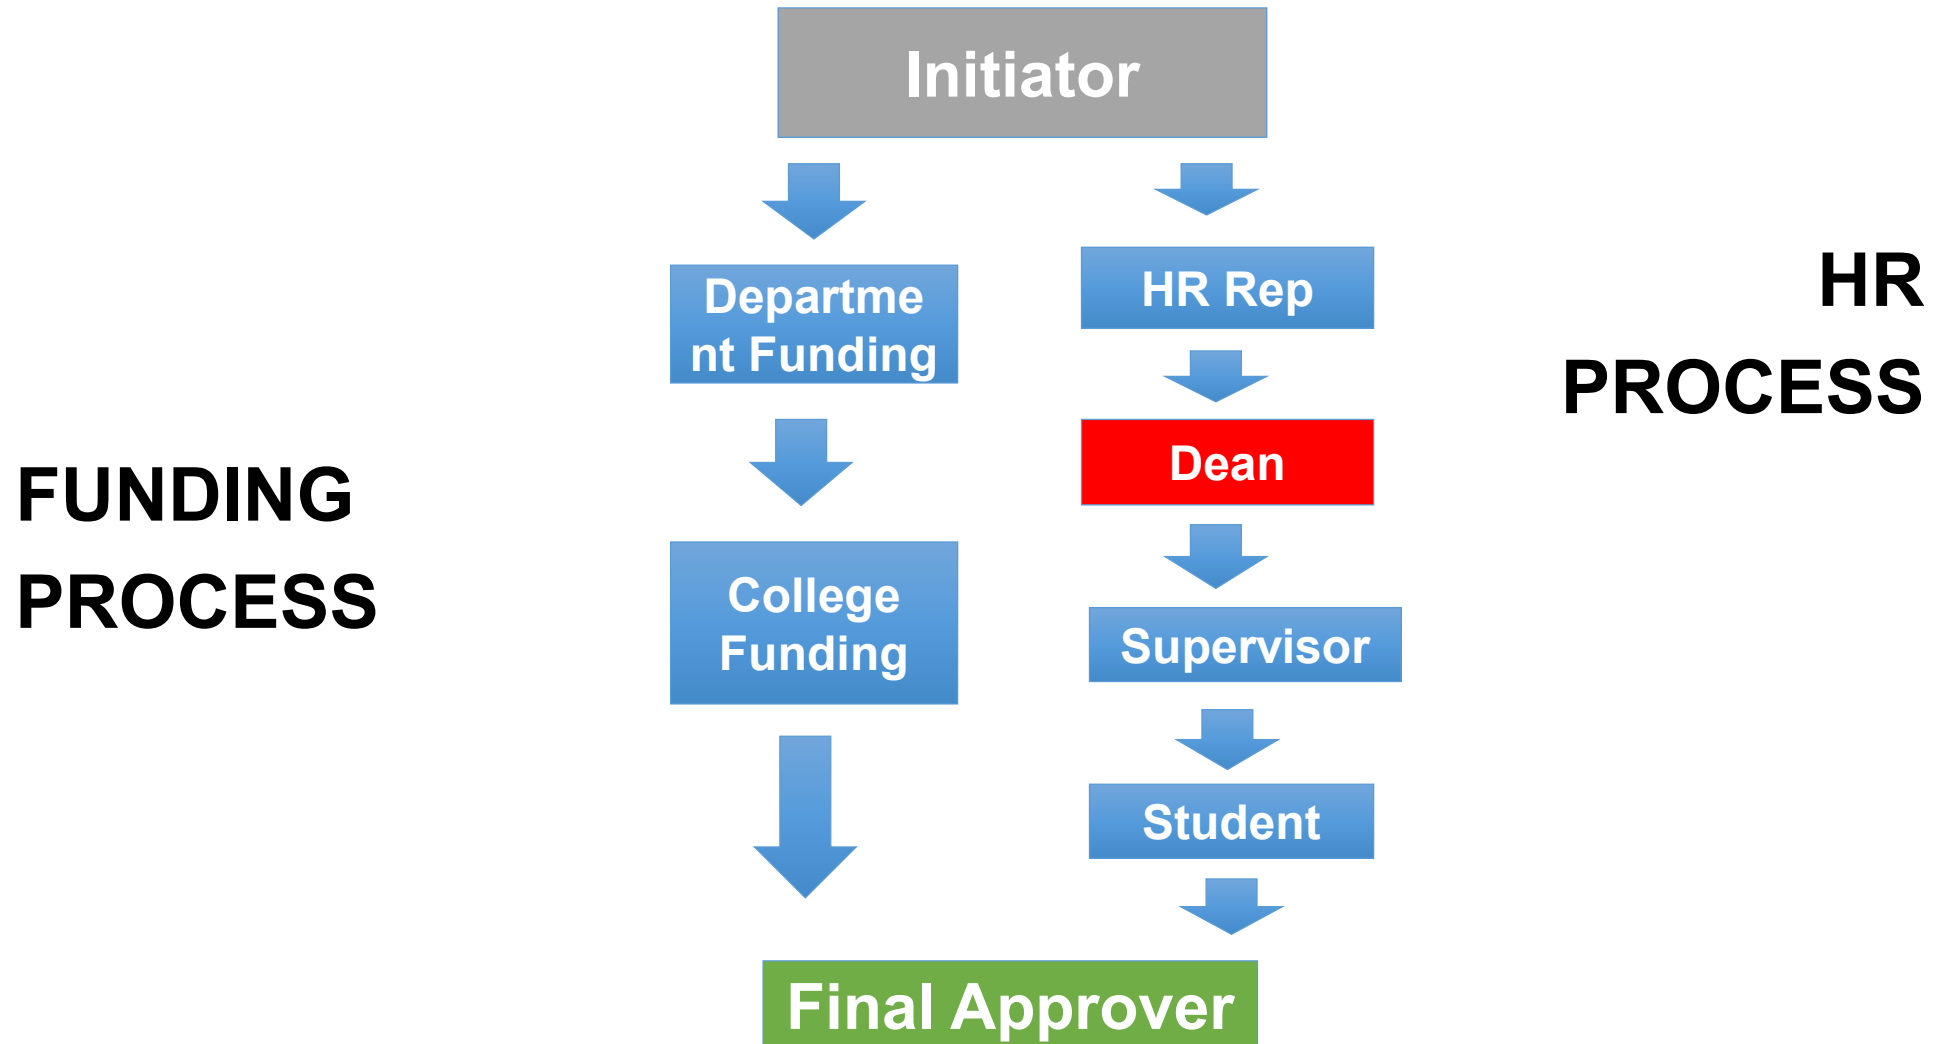 Initiator
Departme
nt Funding
College
Funding
FUNDING
PROCESS
HR Rep
Dean
Supervisor
Student
HR
PROCESS
Final Approver